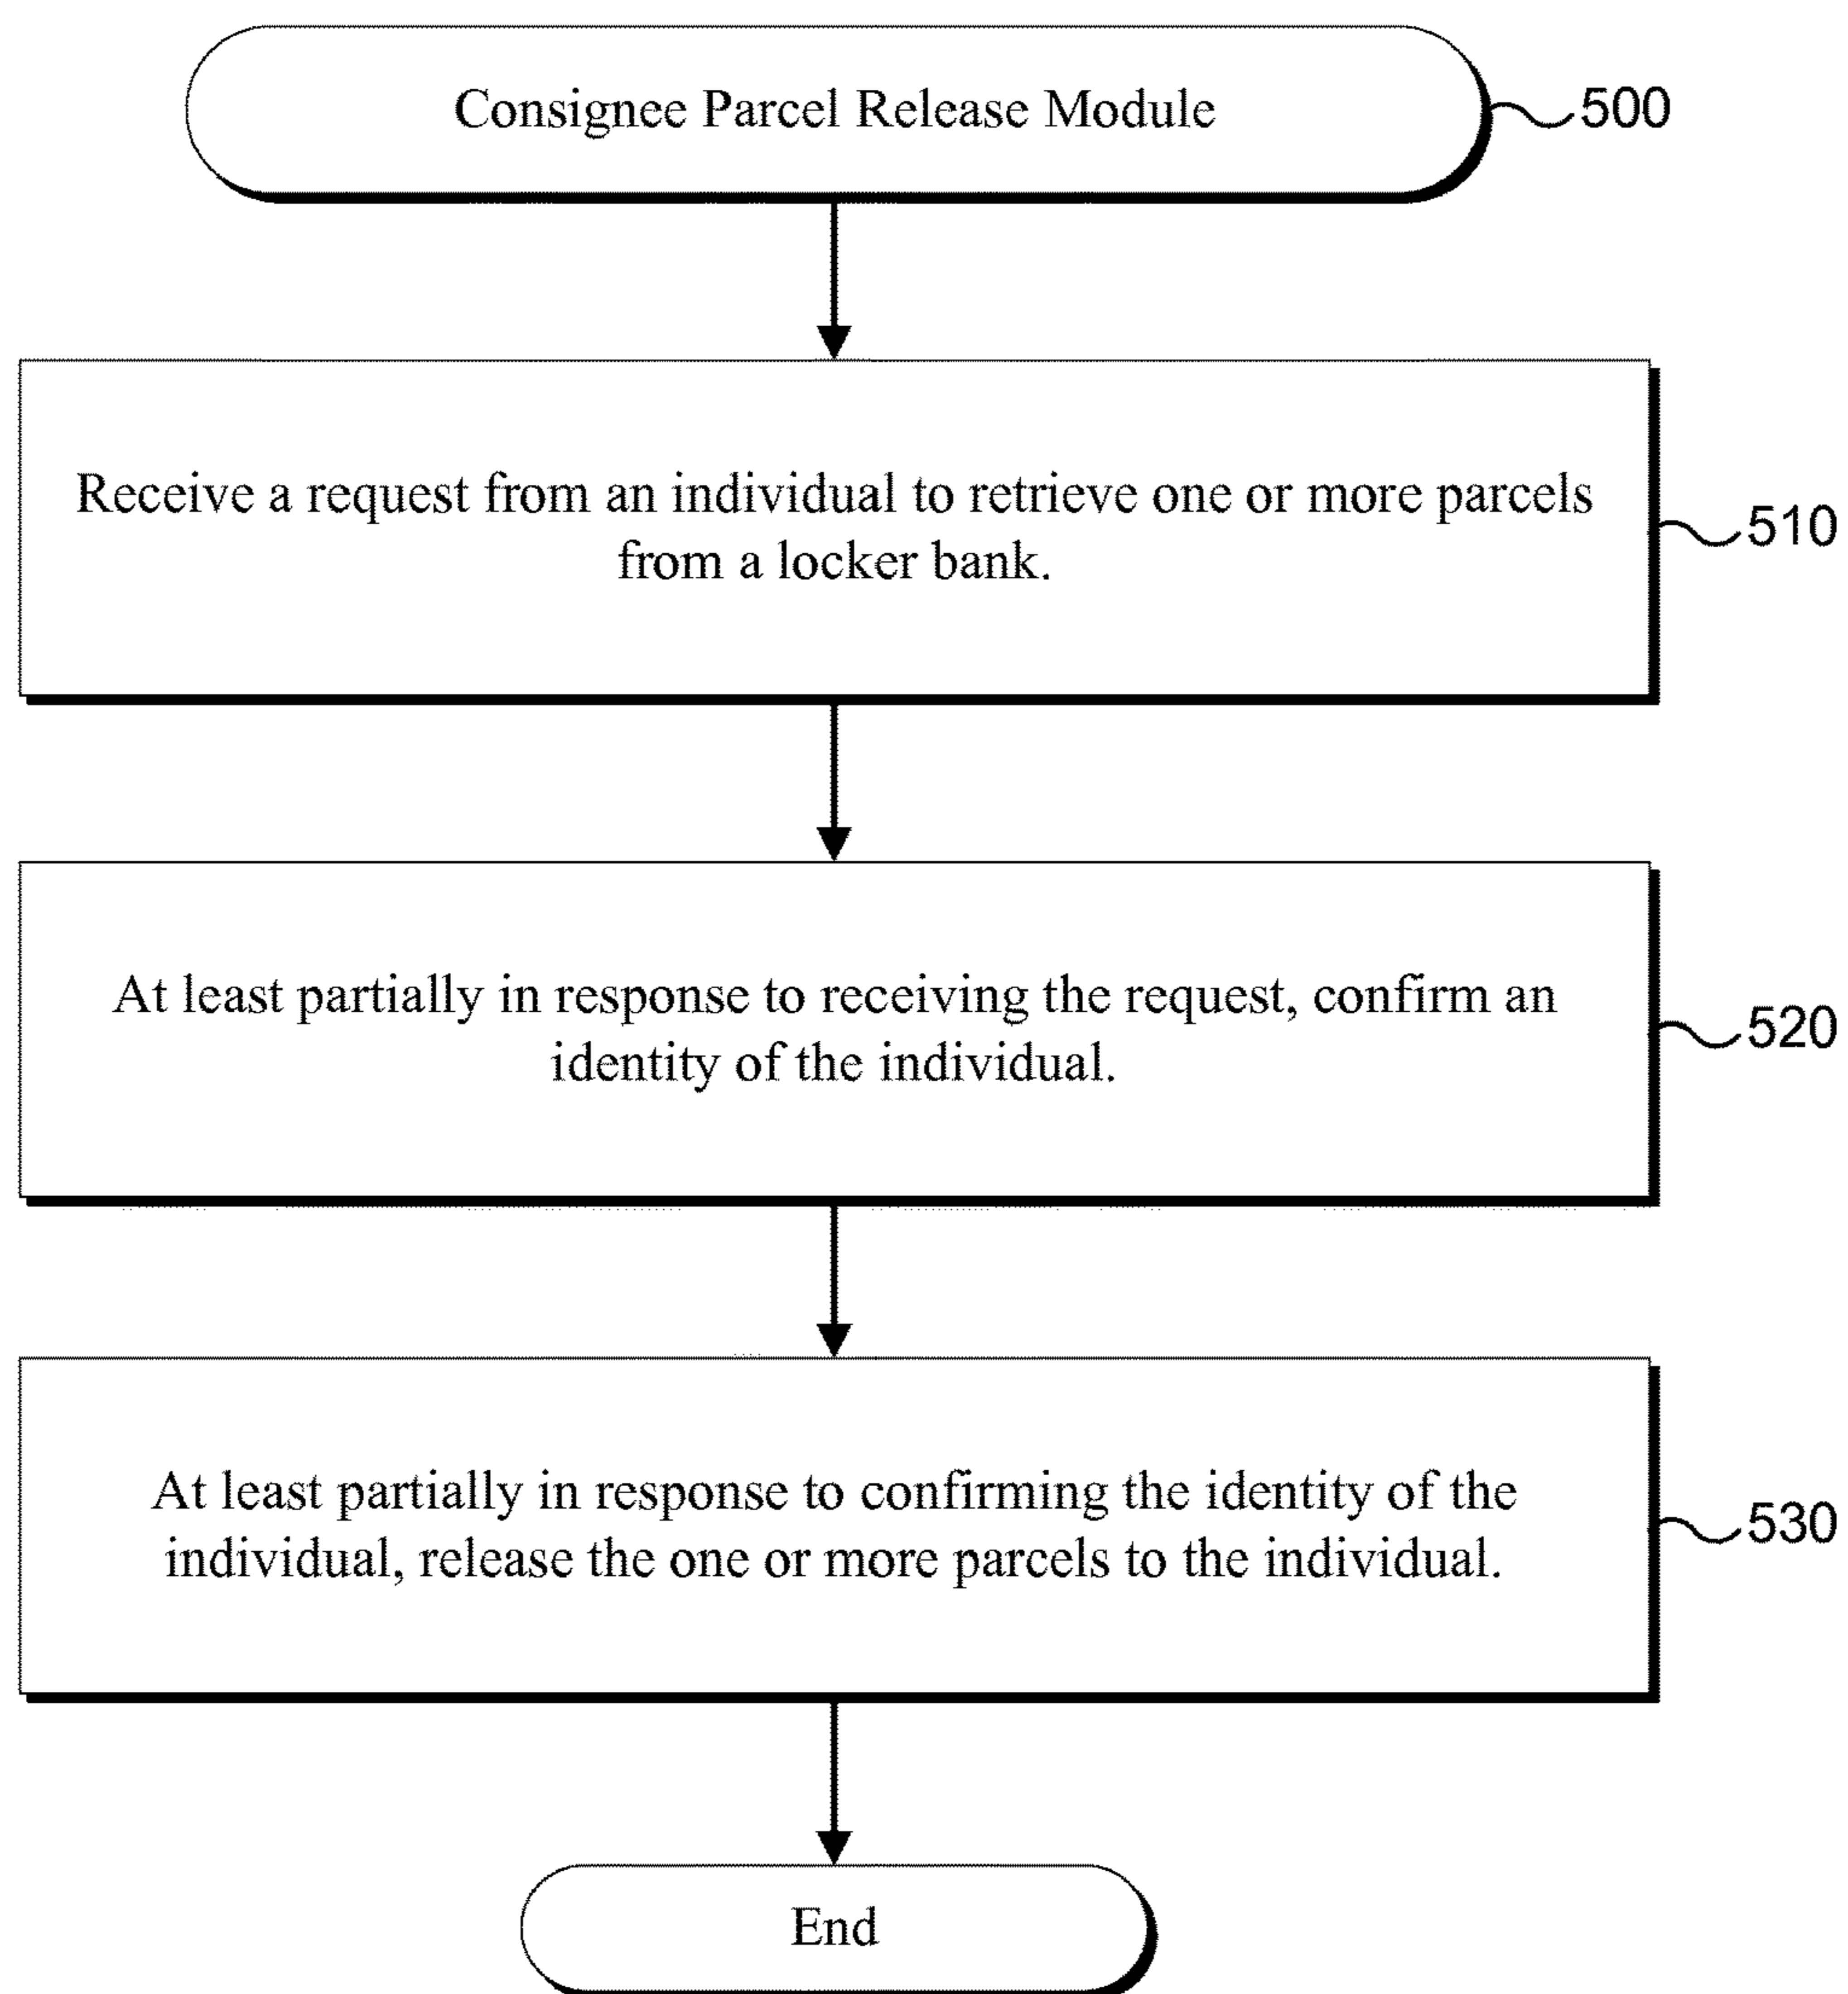 Consignee Parcel Release Module
500
Receive a request from an individual to retrieve one or more parcels
from a locker bank.
510
At least partially in response to receiving the request, confirm an
identity of the individual.
520
At least partially in response to confirming the identity of the
individual, release the one or more parcels to the individual.
530
End